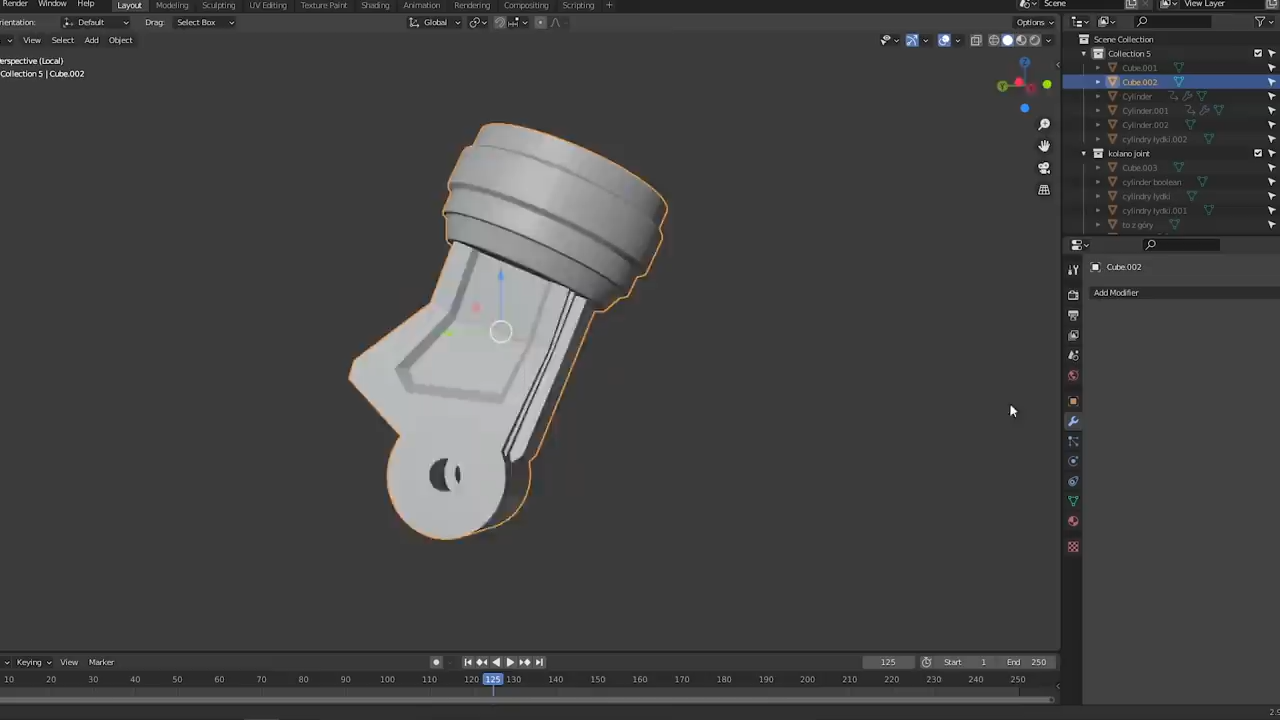 Render Window Help Layout Modeling Sculpting UV Editing Texture Paint Shading Animation Rendering Compositing Scripting + Scene View Layer
Default Drag: Select Box Global Options
View Select Add Object
(Local)
Collection 5 | Cube.002
Scene Collection
Collection 5
Cube.001
Cube.002
Cylinder
Cylinder.001
Cylinder.002
cylindry łydki.002
kolano joint
Cube.003
cylinder boolean
cylindry łydki
cylindry łydki.001
to z góry
Cube.002
Add Modifier
Keying View Marker 125 Start 1 End 250
10 20 30 40 50 60 70 80 90 100 110 120 125 130 140 150 160 170 180 190 200 210 220 230 240 250